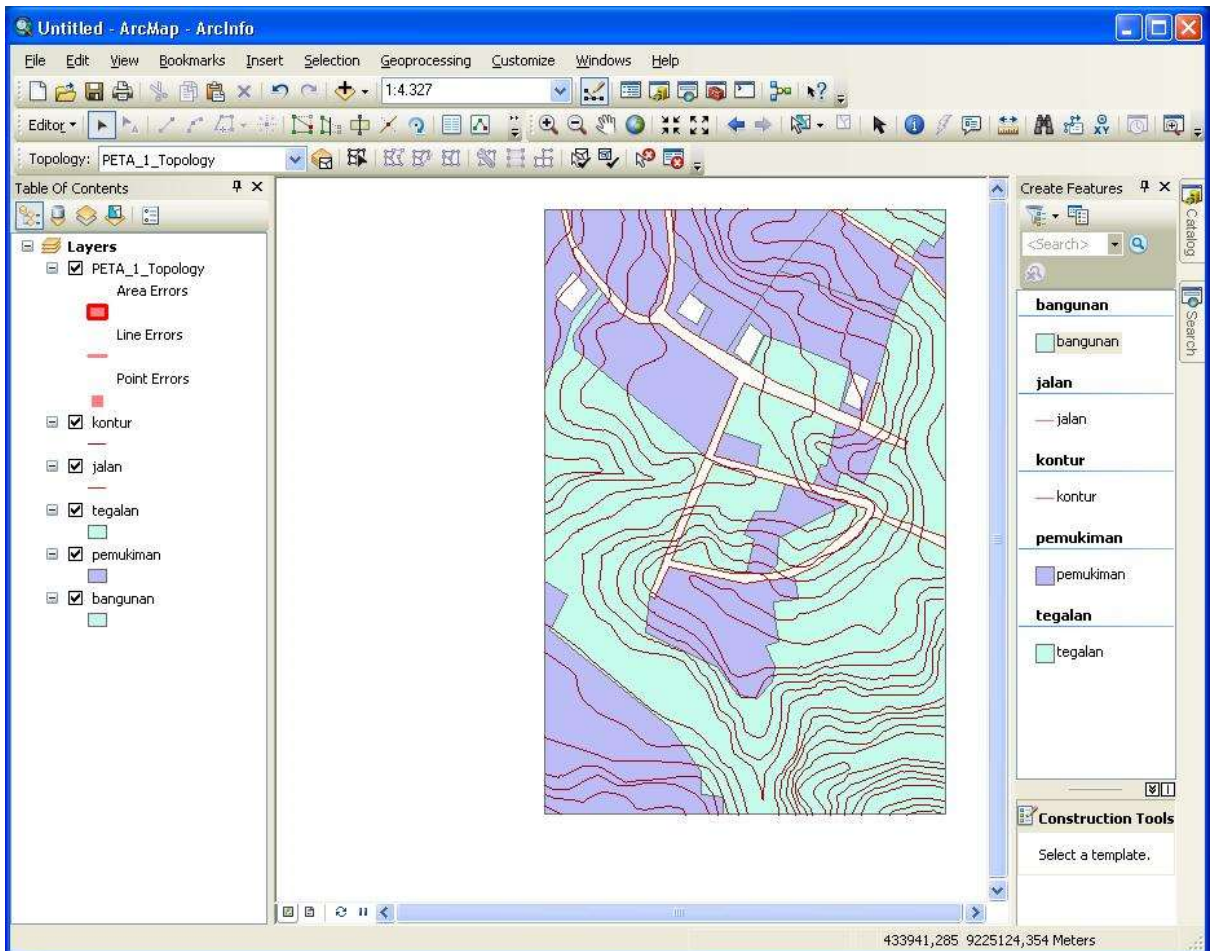 Untitled - ArcMap - ArcInfo
File Edit View Bookmarks Insert Selection Geoprocessing Customize Windows Help
1:4.327
Editor
Topology: PETA_1_Topology
Table Of Contents
Layers
PETA_1_Topology
Area Errors
Line Errors
Point Errors
kontur
jalan
tegalan
pemukiman
bangunan
Create Features
<Search>
bangunan
bangunan
jalan
jalan
kontur
kontur
pemukiman
pemukiman
tegalan
tegalan
Construction Tools
Select a template.
Catalog
Search
433941,285 9225124,354 Meters